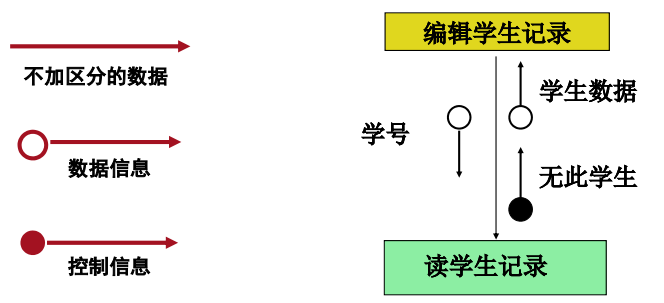 不加区分的数据
数据信息
控制信息
编辑学生记录
学号
学生数据
无此学生
读学生记录